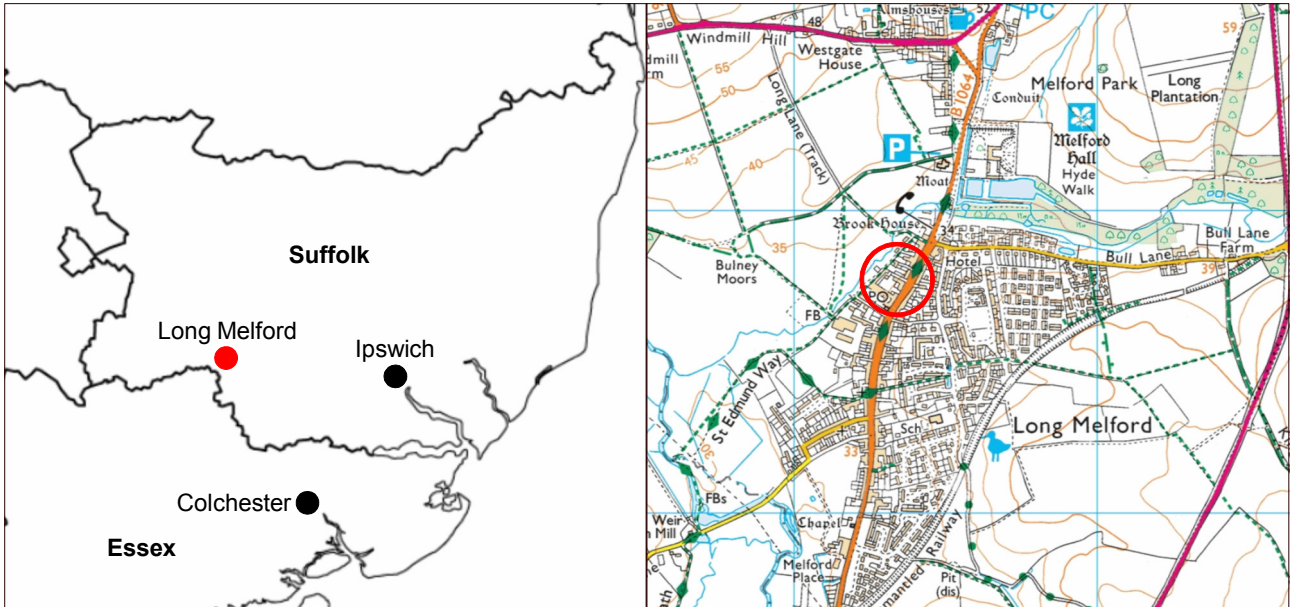 Suffolk
Long Melford
Ipswich
Colchester
Essex
Almshouses
52
PC
48
Windmill Hill
Westgate
House
59
55
50
45
40
Long Lane (Track)
B1064
Conduit
Melford Park
Long
Plantation
P
Melford
Hall
Hyde
Walk
Moat
Brook House
34
35
Bulney
Moors
Hotel
Bull Lane
39
Bull Lane
Farm
PO
FB
St Edmund Way
30
33
Sch
Long Melford
FBs
Weir
Mill
Chapel
Melford
Place
mantled Railway
Pit
(dis)
ath